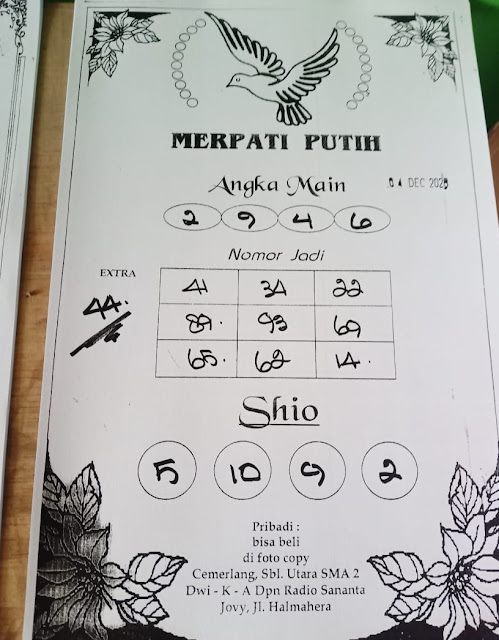 MERPATI PUTIH
Angka Main
04 DEC 2025
2 9 4 6
Nomor Jadi
EXTRA
44.
41 34 22
89. 93 69
65. 62 14.
Shio
5 10 9 2
Pribadi :
bisa beli
di foto copy
Cemerlang, Sbl. Utara SMA 2
Dwi - K - A Dpn Radio Sananta
Jovy, Jl. Halmahera